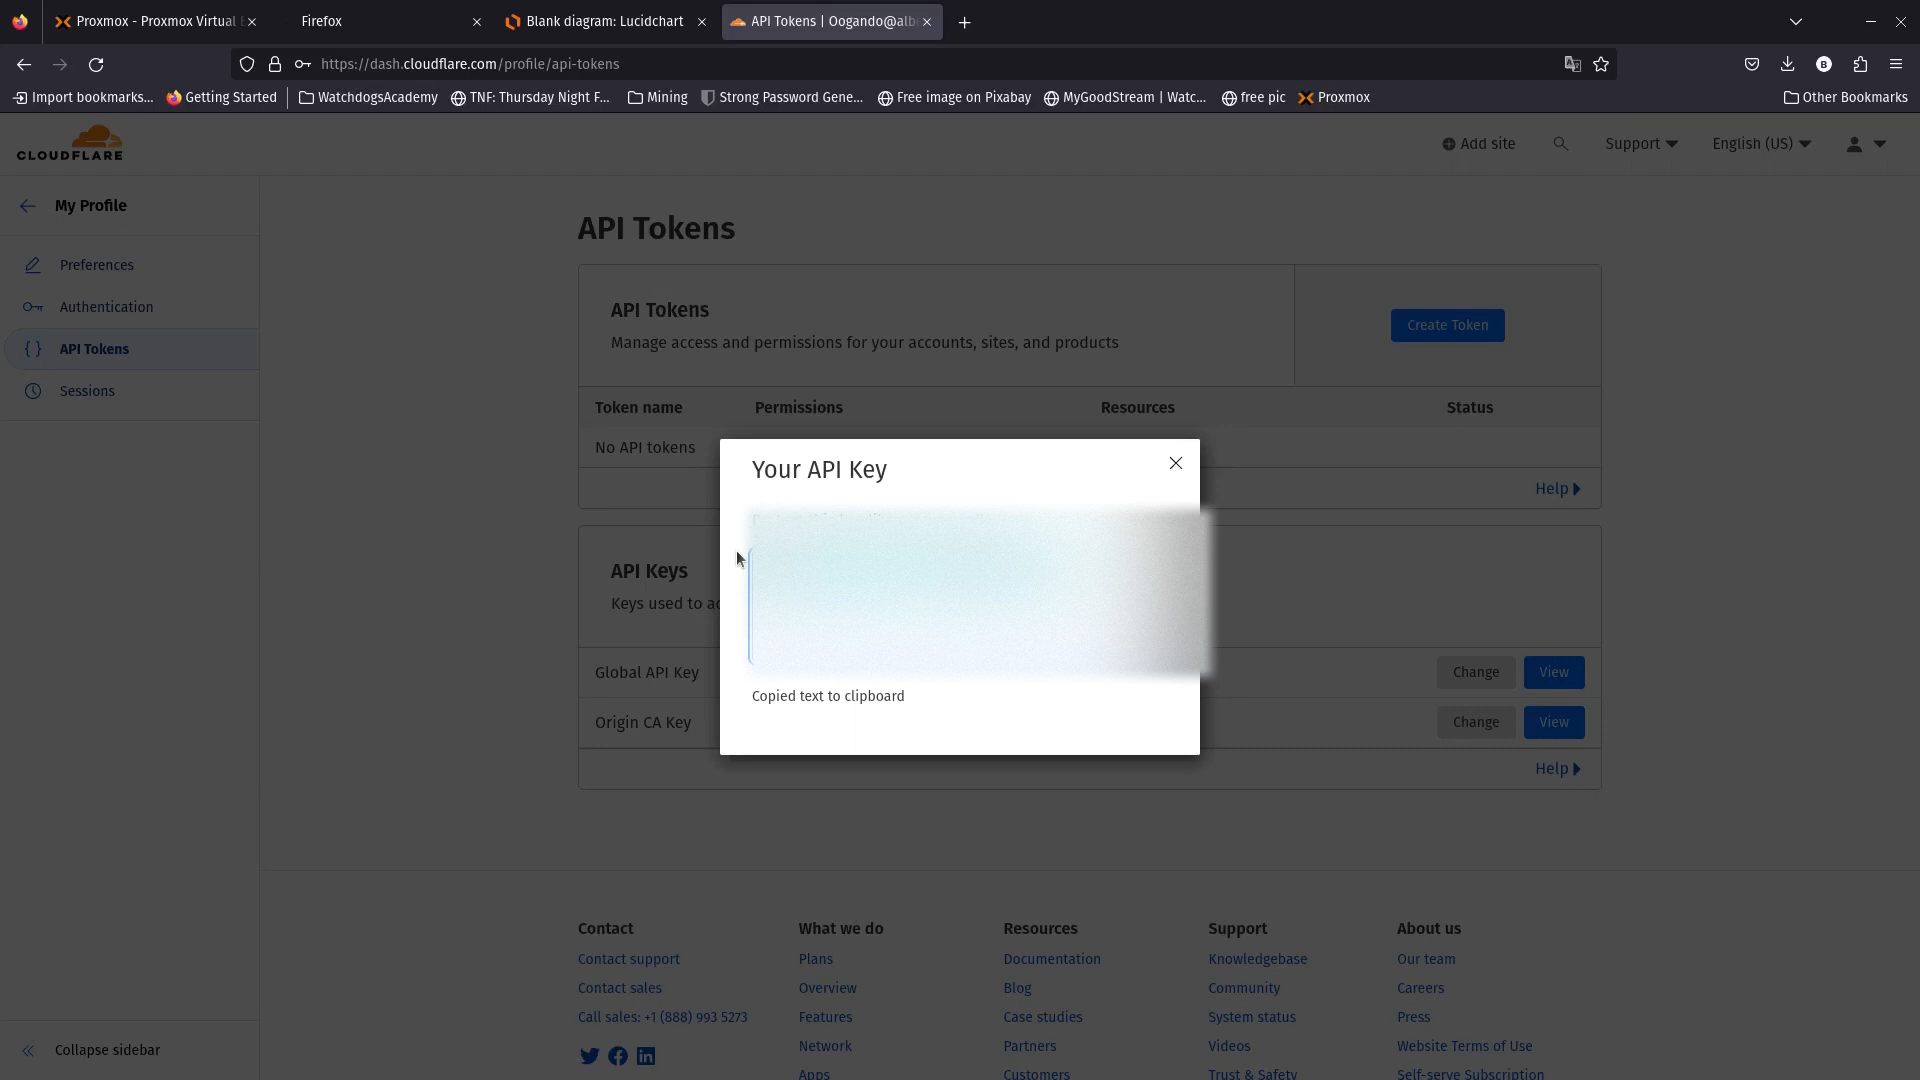 Proxmox - Proxmox Virtual E
Firefox
Blank diagram: Lucidchart
API Tokens | Oogando@alb
https://dash.cloudflare.com/profile/api-tokens
Import bookmarks...
Getting Started
WatchdogsAcademy
TNF: Thursday Night F...
Mining
Strong Password Gene...
Free image on Pixabay
MyGoodStream | Watc...
free pic
Proxmox
Other Bookmarks
CLOUDFLARE
Add site
Support
English (US)
My Profile
Preferences
Authentication
API Tokens
Sessions
API Tokens
API Tokens
Manage access and permissions for your accounts, sites, and products
Create Token
Token name
Permissions
Resources
Status
No API tokens
Help
Your API Key
Copied text to clipboard
API Keys
Keys used to ac
Global API Key
Change
View
Origin CA Key
Change
View
Help
Contact
What we do
Resources
Support
About us
Contact support
Plans
Documentation
Knowledgebase
Our team
Contact sales
Overview
Blog
Community
Careers
Call sales: +1 (888) 993 5273
Features
Case studies
System status
Press
Network
Partners
Videos
Website Terms of Use
Apps
Customers
Trust & Safety
Self-serve Subscription
Collapse sidebar